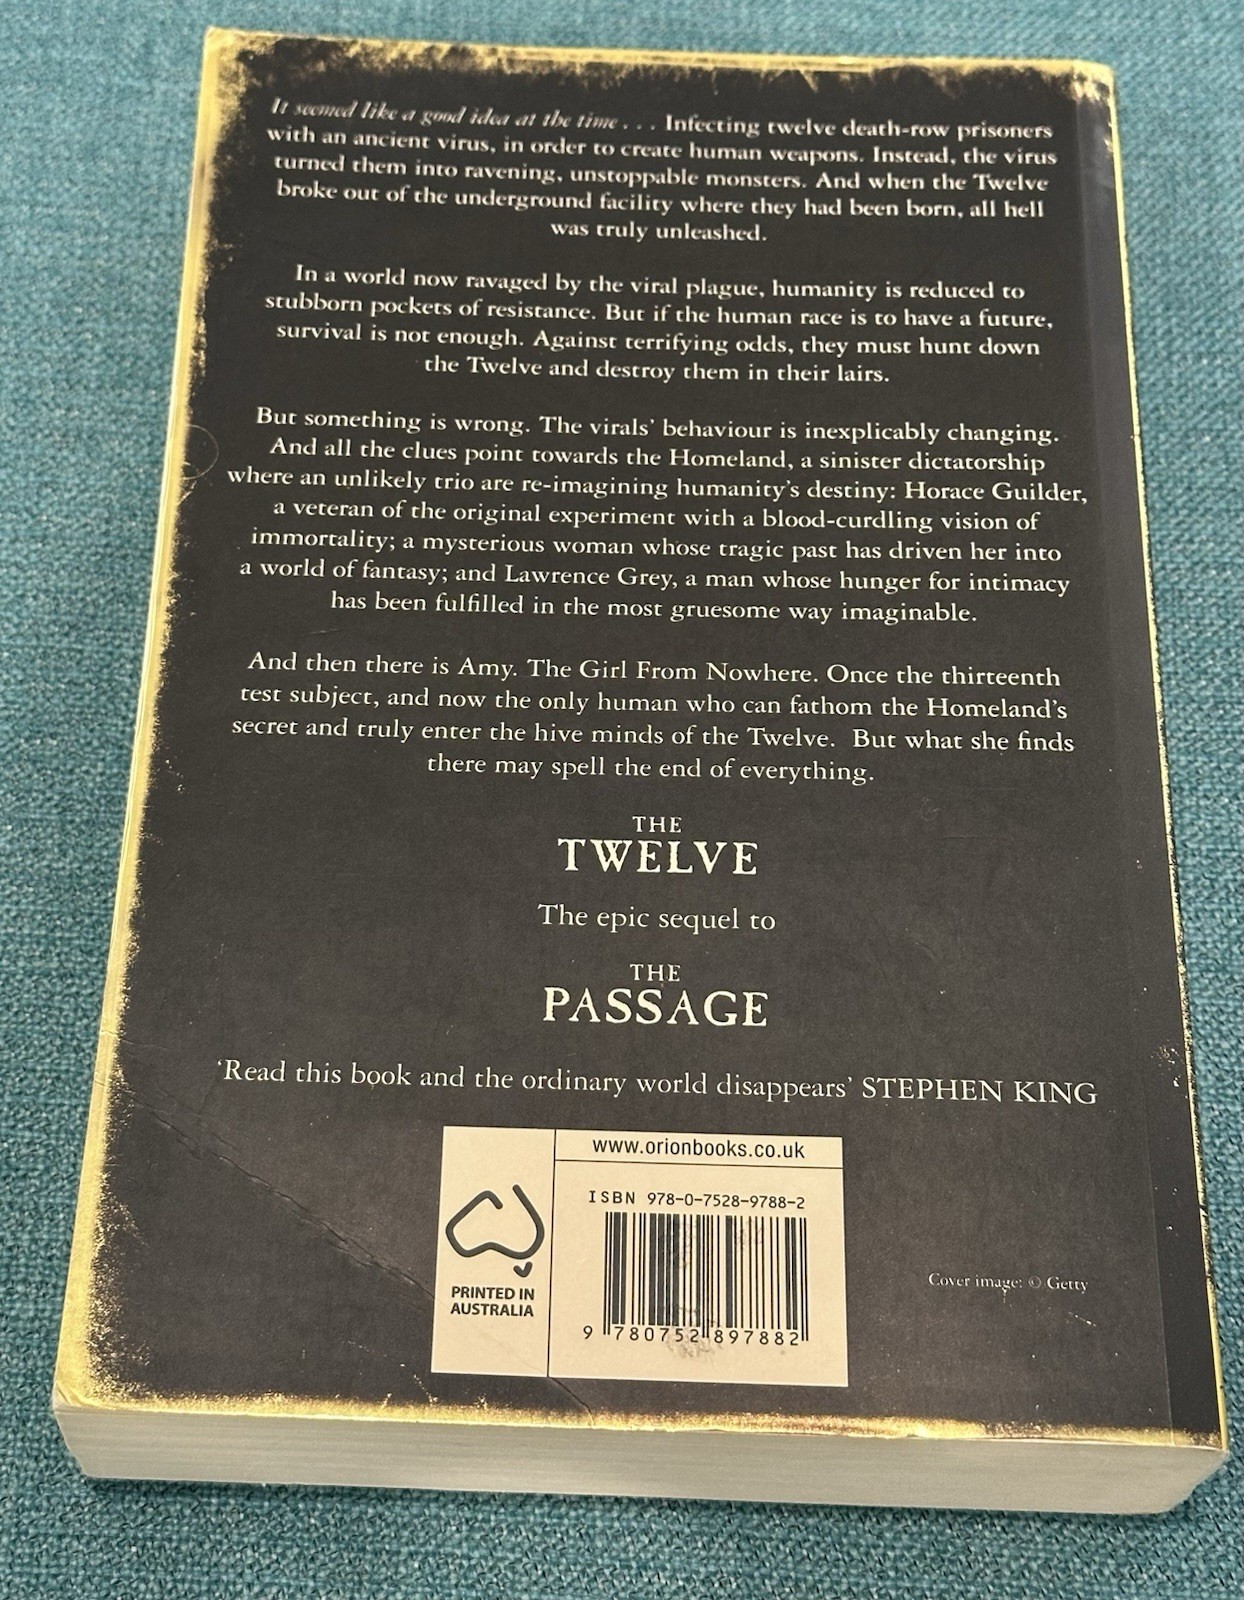 It seemed like a good idea at the time . . . Infecting twelve death-row prisoners
with an ancient virus, in order to create human weapons. Instead, the virus
turned them into ravening, unstoppable monsters. And when the Twelve
broke out of the underground facility where they had been born, all hell
was truly unleashed.
In a world now ravaged by the viral plague, humanity is reduced to
stubborn pockets of resistance. But if the human race is to have a future,
survival is not enough. Against terrifying odds, they must hunt down
the Twelve and destroy them in their lairs.
But something is wrong. The virals' behaviour is inexplicably changing.
And all the clues point towards the Homeland, a sinister dictatorship
where an unlikely trio are re-imagining humanity's destiny: Horace Guilder,
a veteran of the original experiment with a blood-curdling vision of
immortality; a mysterious woman whose tragic past has driven her into
a world of fantasy; and Lawrence Grey, a man whose hunger for intimacy
has been fulfilled in the most gruesome way imaginable.
And then there is Amy. The Girl From Nowhere. Once the thirteenth
test subject, and now the only human who can fathom the Homeland's
secret and truly enter the hive minds of the Twelve. But what she finds
there may spell the end of everything.
THE
TWELVE
The epic sequel to
THE
PASSAGE
'Read this book and the ordinary world disappears' STEPHEN KING
www.orionbooks.co.uk
ISBN 978-0-7528-9788-2
9 780752 897882
PRINTED IN
AUSTRALIA
Cover image: © Getty